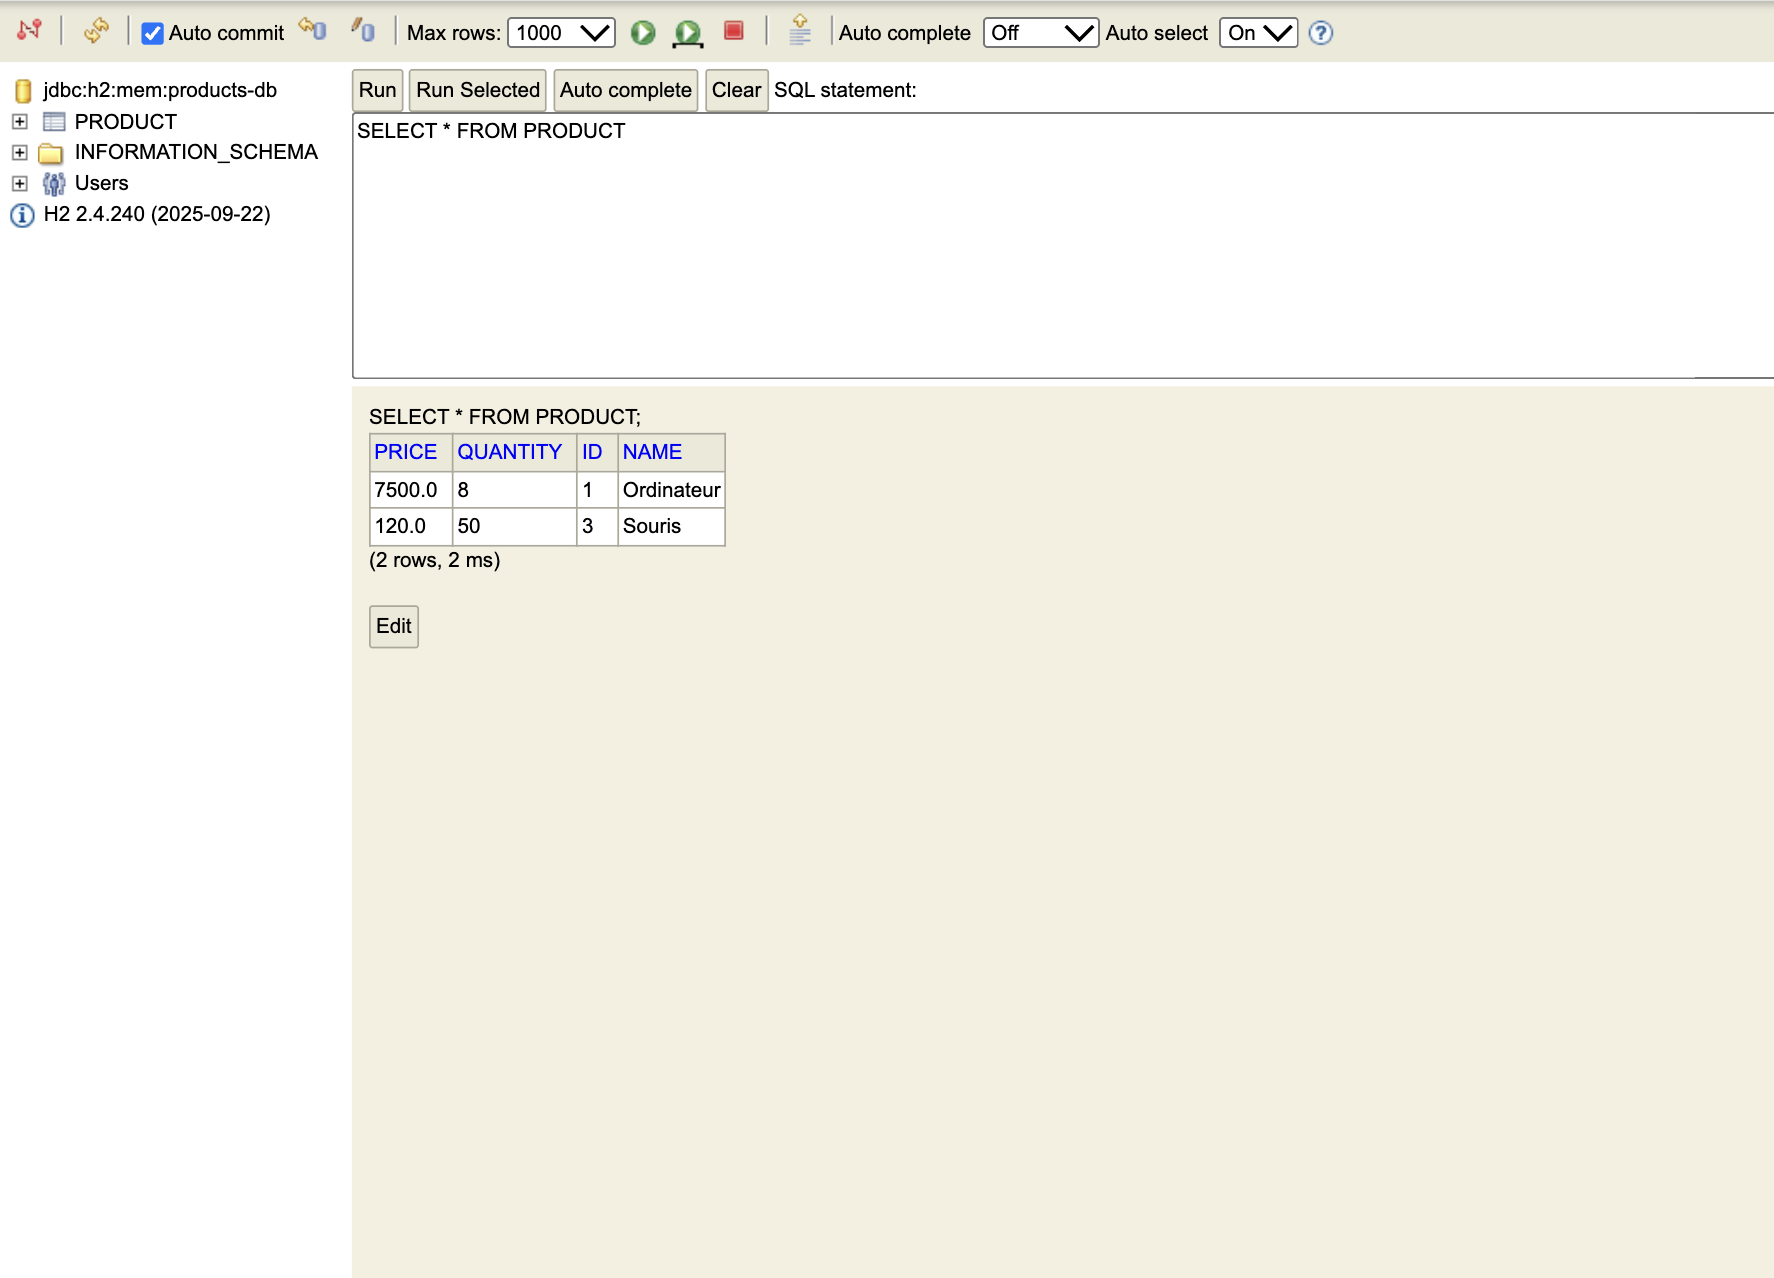 Auto commit Max rows: 1000 Auto complete Off Auto select On ?
jdbc:h2:mem:products-db
PRODUCT
INFORMATION_SCHEMA
Users
H2 2.4.240 (2025-09-22)
Run Run Selected Auto complete Clear SQL statement:
SELECT * FROM PRODUCT
SELECT * FROM PRODUCT;
PRICE QUANTITY ID NAME
7500.0 8 1 Ordinateur
120.0 50 3 Souris
(2 rows, 2 ms)
Edit